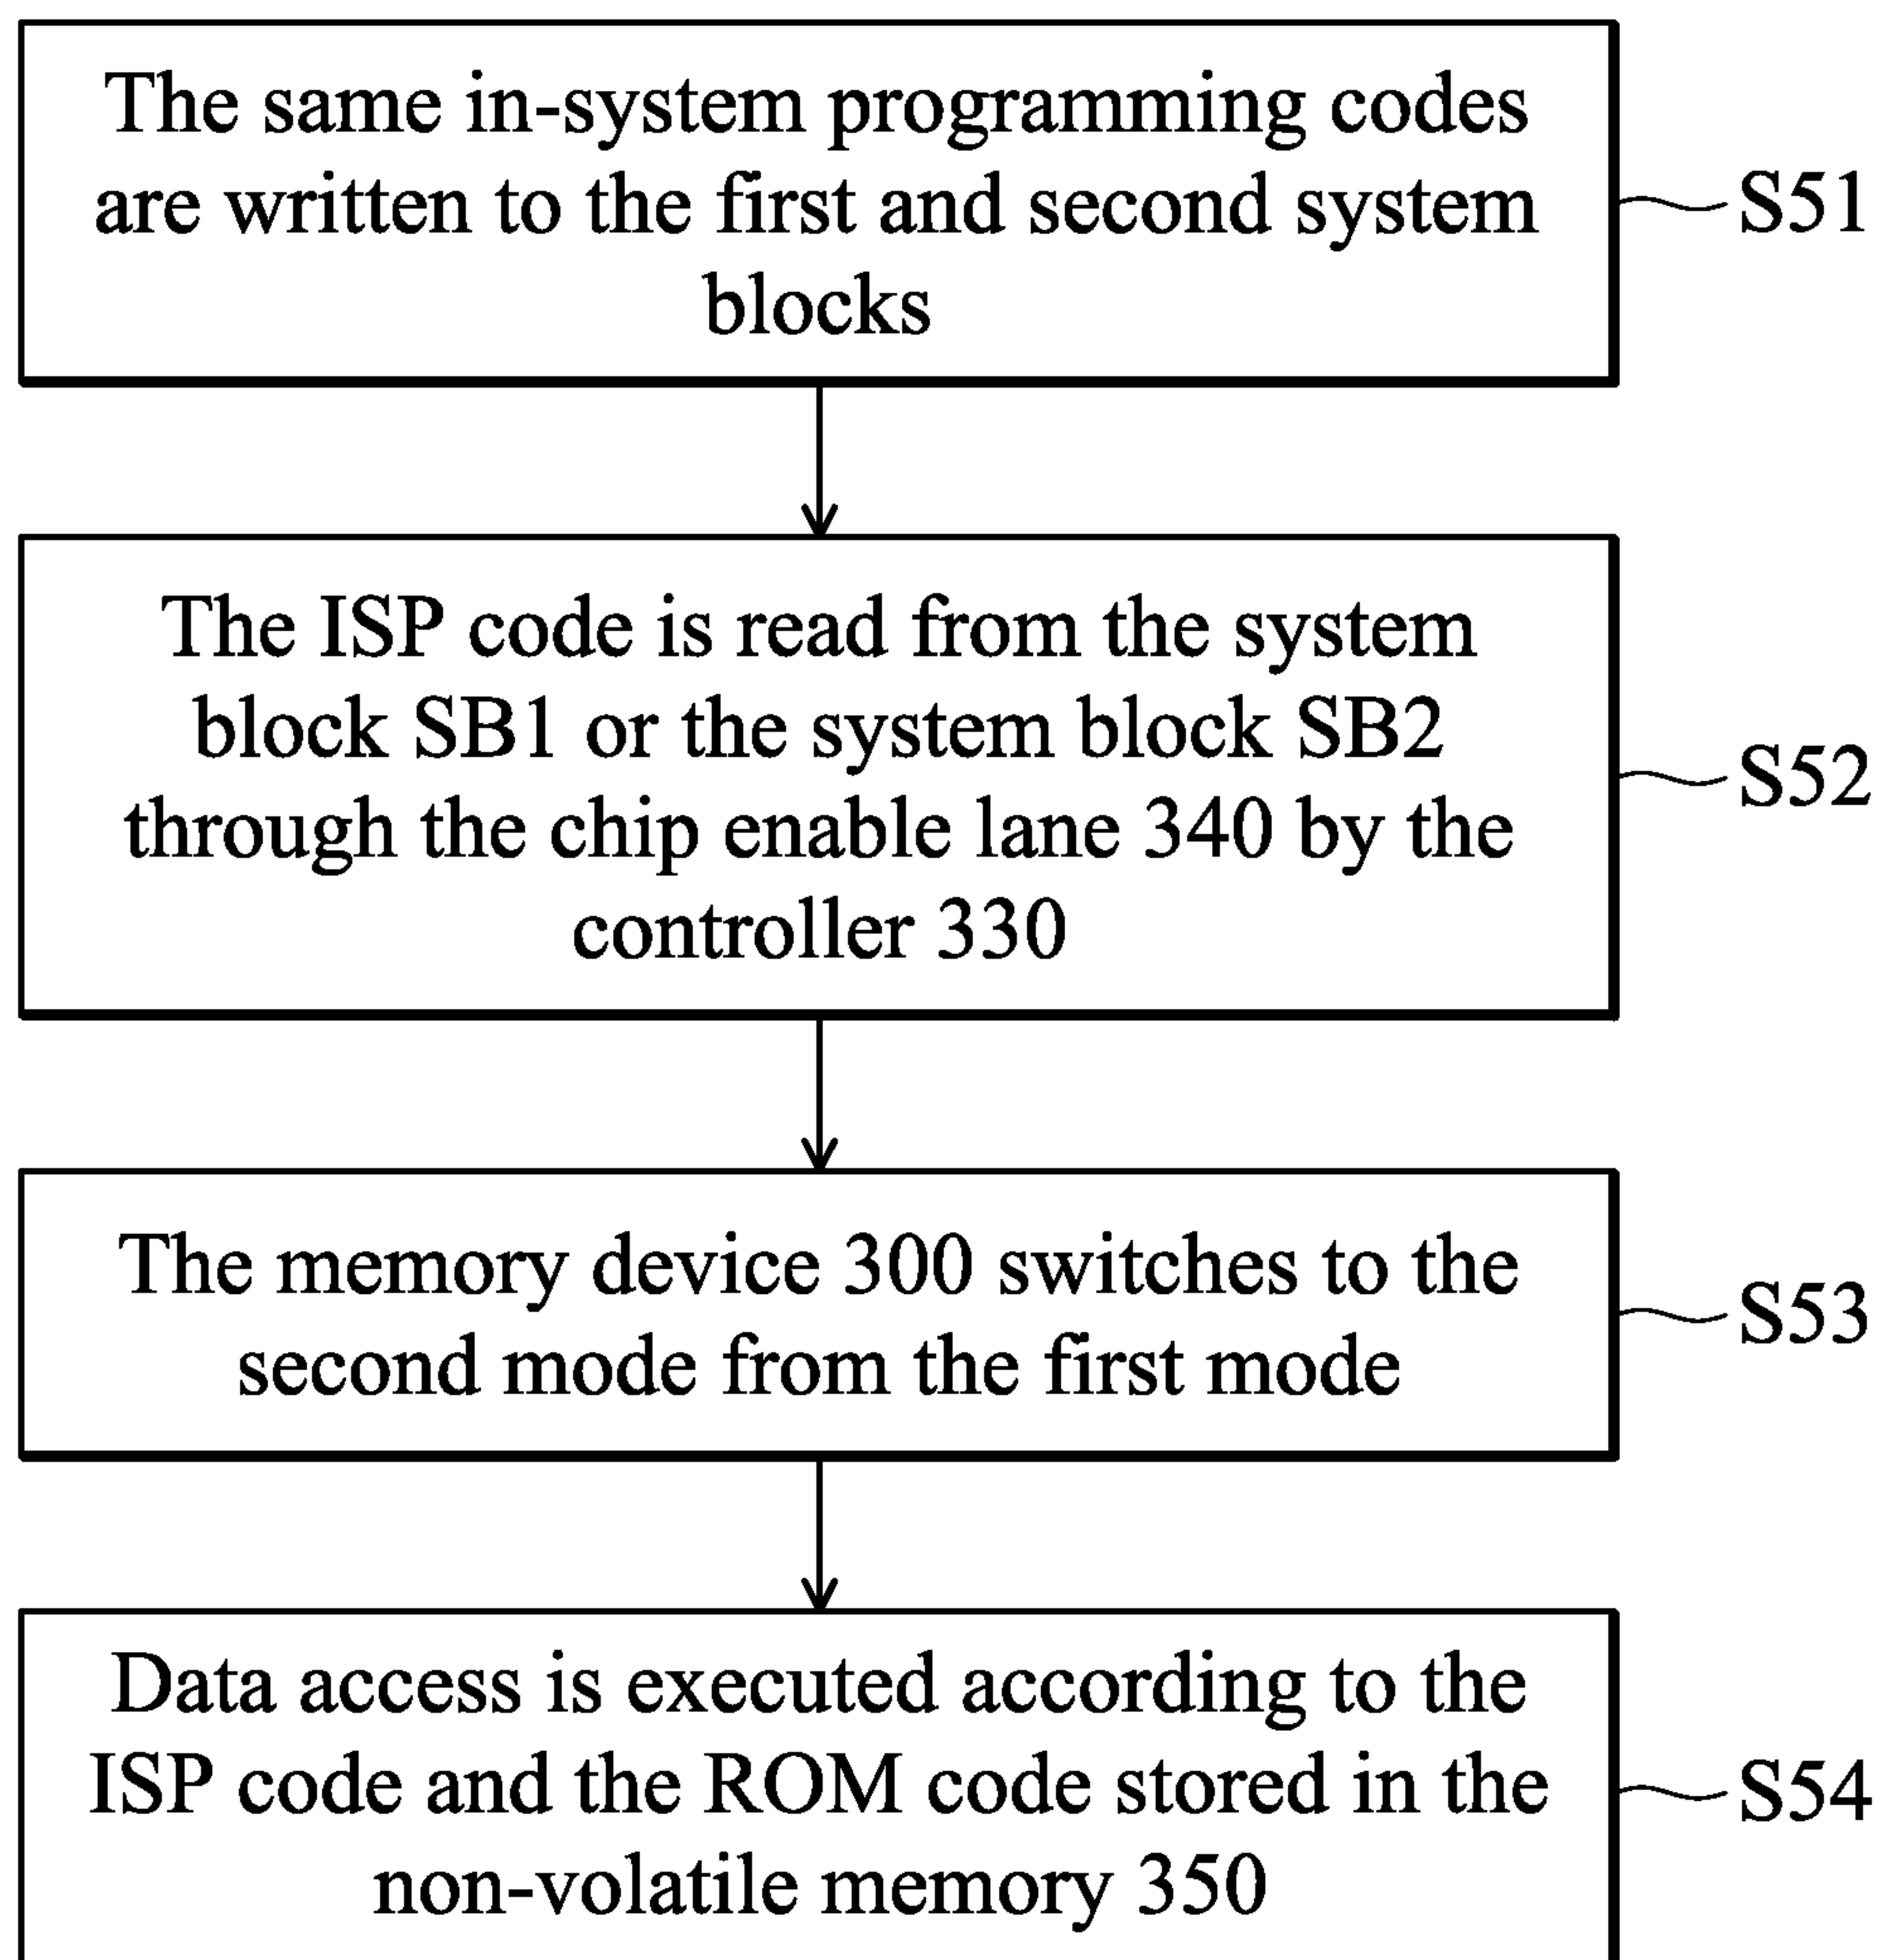 The same in-system programming codes
are written to the first and second system
blocks
S51
The ISP code is read from the system
block SB1 or the system block SB2
through the chip enable lane 340 by the
controller 330
S52
The memory device 300 switches to the
second mode from the first mode
S53
Data access is executed according to the
ISP code and the ROM code stored in the
non-volatile memory 350
S54